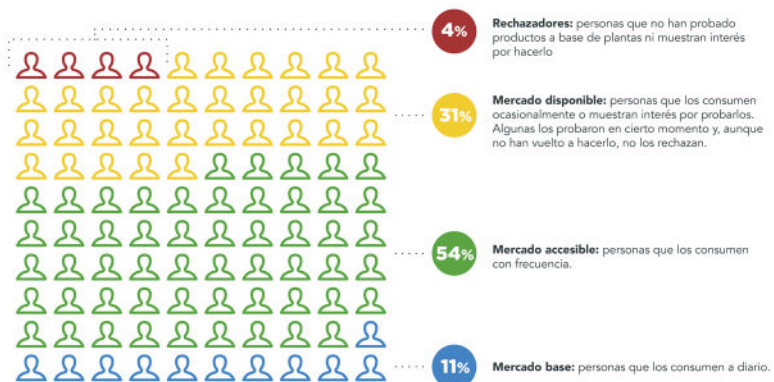 4%
Rechazadores: personas que no han probado
productos a base de plantas ni muestran interés
por hacerlo
31%
Mercado disponible: personas que los consumen
ocasionalmente o muestran interés por probarlos.
Algunas los probaron en cierto momento y, aunque
no han vuelto a hacerlo, no los rechazan.
54%
Mercado accesible: personas que los consumen
con frecuencia.
11%
Mercado base: personas que los consumen a diario.